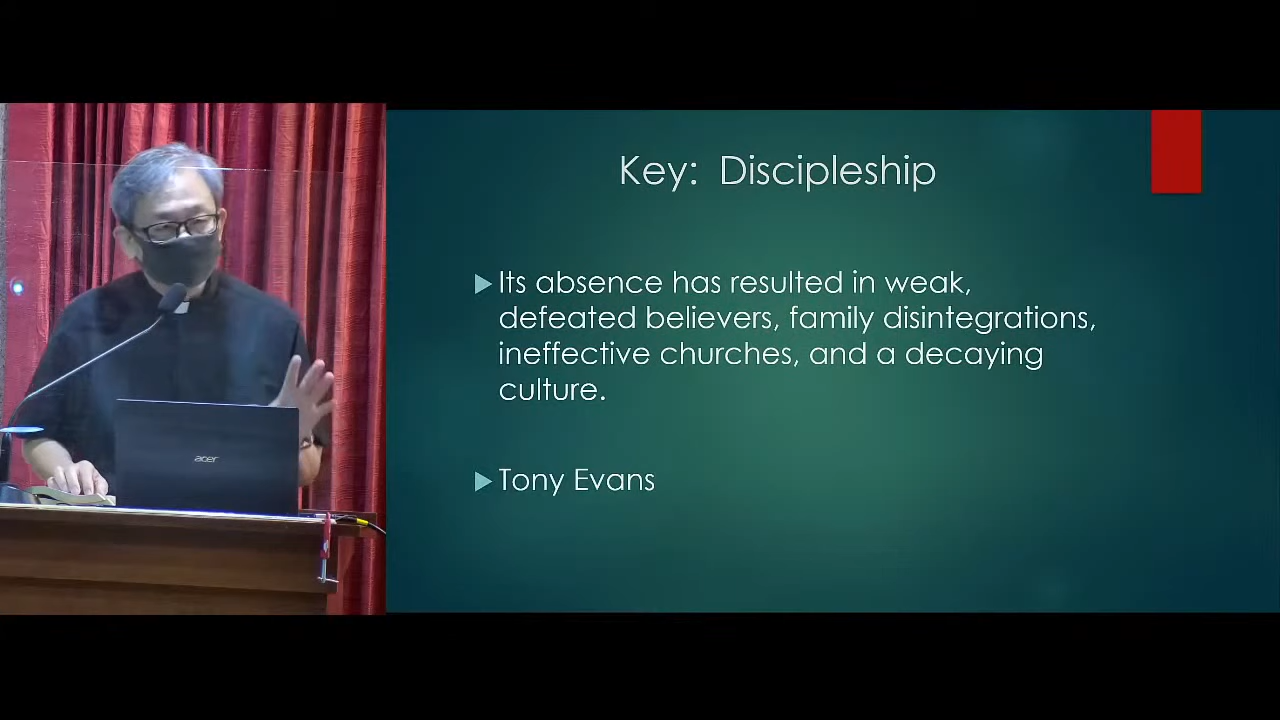 Key:  Discipleship
Its absence has resulted in weak,
defeated believers, family disintegrations,
ineffective churches, and a decaying
culture.
Tony Evans
acer